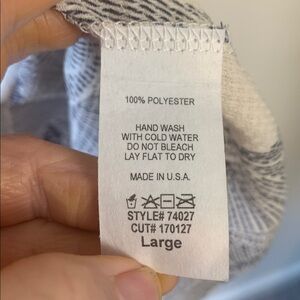 100% POLYESTER
HAND WASH
WITH COLD WATER
DO NOT BLEACH
LAY FLAT TO DRY
MADE IN U.S.A.
STYLE# 74027
CUT# 170127
Large